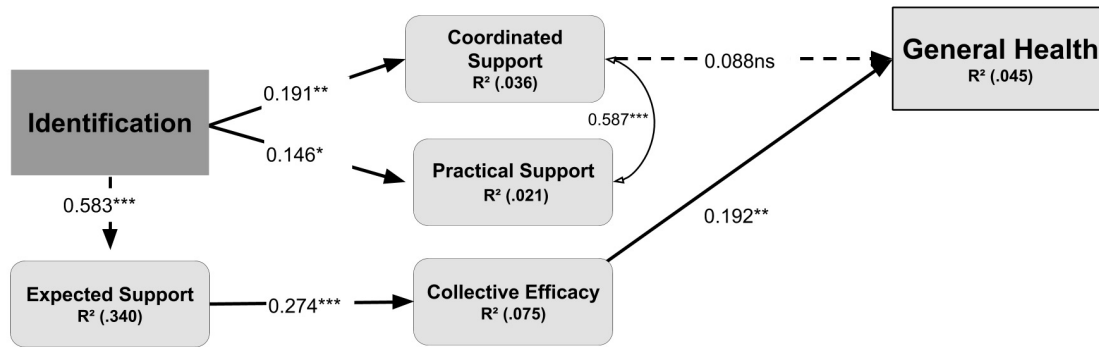 Coordinated
Support
R² (.036)
0.088ns
General Health
R² (.045)
0.191**
Identification
0.587***
0.146*
Practical Support
R² (.021)
0.583***
0.192**
Expected Support
R² (.340)
0.274***
Collective Efficacy
R² (.075)